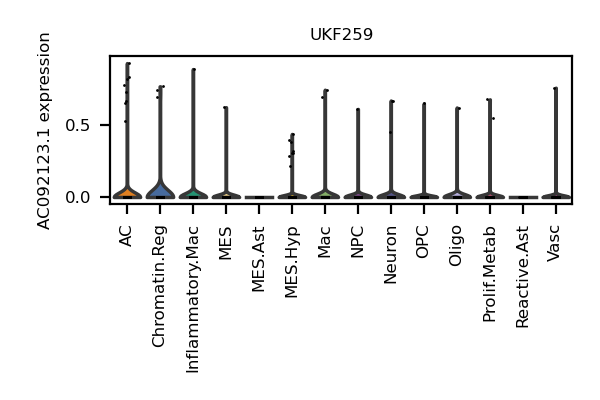 UKF259
AC092123.1 expression
0.5
0.0
AC
Chromatin.Reg
Inflammatory.Mac
MES
MES.Ast
MES.Hyp
Mac
NPC
Neuron
OPC
Oligo
Prolif.Metab
Reactive.Ast
Vasc